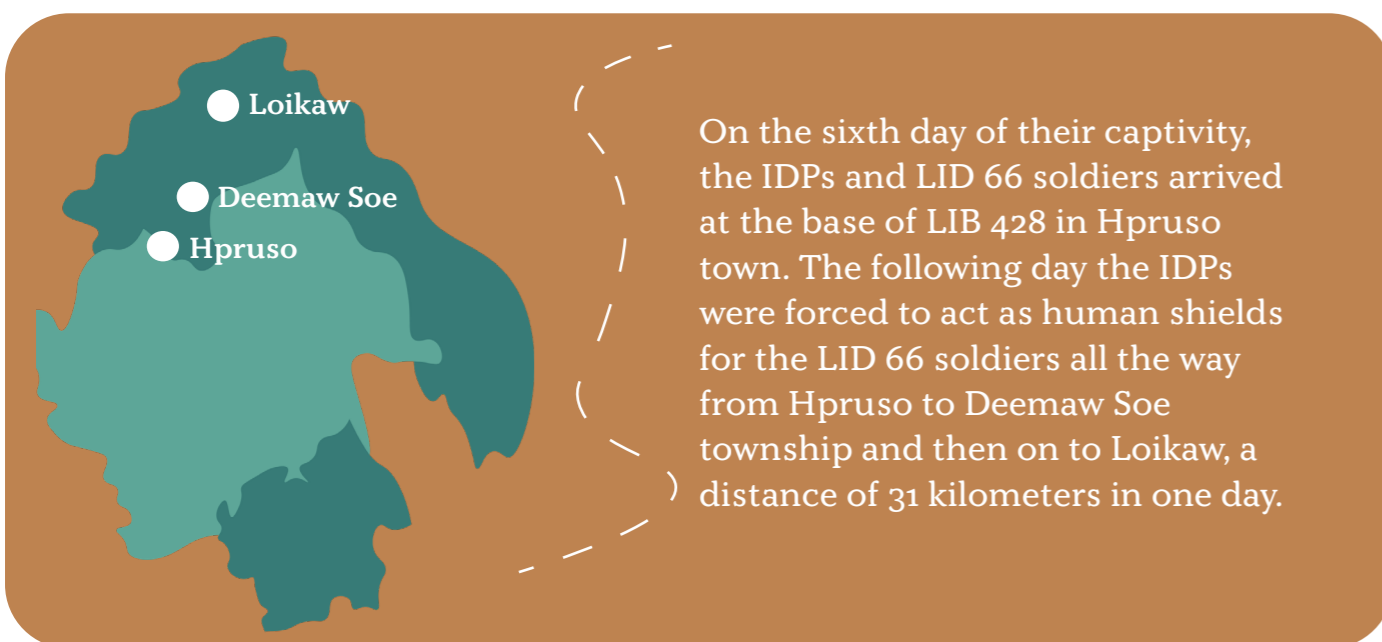 Loikaw
Deemaw Soe
Hpruso
On the sixth day of their captivity,
the IDPs and LID 66 soldiers arrived
at the base of LIB 428 in Hpruso
town. The following day the IDPs
were forced to act as human shields
for the LID 66 soldiers all the way
from Hpruso to Deemaw Soe
township and then on to Loikaw, a
distance of 31 kilometers in one day.